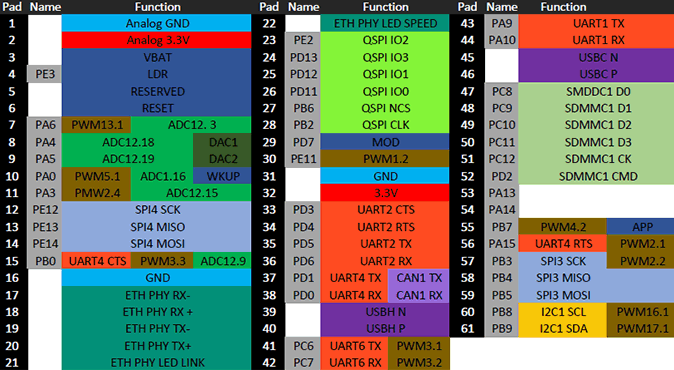 Pad Name Function
1 Analog GND
2 Analog 3.3V
3 VBAT
4 PE3 LDR
5 RESERVED
6 RESET
7 PA6 PWM13.1 ADC12. 3
8 PA4 ADC12.18 DAC1
9 PA5 ADC12.19 DAC2
10 PA0 PWM5.1 ADC1.16 WKUP
11 PA3 PMW2.4 ADC12.15
12 PE12 SPI4 SCK
13 PE13 SPI4 MISO
14 PE14 SPI4 MOSI
15 PB0 UART4 CTS PWM3.3 ADC12.9
16 GND
17 ETH PHY RX-
18 ETH PHY RX +
19 ETH PHY TX-
20 ETH PHY TX+
21 ETH PHY LED LINK
Pad Name Function
22 ETH PHY LED SPEED
23 PE2 QSPI IO2
24 PD13 QSPI IO3
25 PD12 QSPI IO1
26 PD11 QSPI IO0
27 PB6 QSPI NCS
28 PB2 QSPI CLK
29 PD7 MOD
30 PE11 PWM1.2
31 GND
32 3.3V
33 PD3 UART2 CTS
34 PD4 UART2 RTS
35 PD5 UART2 TX
36 PD6 UART2 RX
37 PD1 UART4 TX CAN1 TX
38 PD0 UART4 RX CAN1 RX
39 USBH N
40 USBH P
41 PC6 UART6 TX PWM3.1
42 PC7 UART6 RX PWM3.2
Pad Name Function
43 PA9 UART1 TX
44 PA10 UART1 RX
45 USBC N
46 USBC P
47 PC8 SMDDC1 D0
48 PC9 SDMMC1 D1
49 PC10 SDMMC1 D2
50 PC11 SDMMC1 D3
51 PC12 SDMMC1 CK
52 PD2 SDMMC1 CMD
53 PA13
54 PA14
55 PB7 PWM4.2 APP
56 PA15 UART4 RTS PWM2.1
57 PB3 SPI3 SCK PWM2.2
58 PB4 SPI3 MISO
59 PB5 SPI3 MOSI
60 PB8 I2C1 SCL PWM16.1
61 PB9 I2C1 SDA PWM17.1